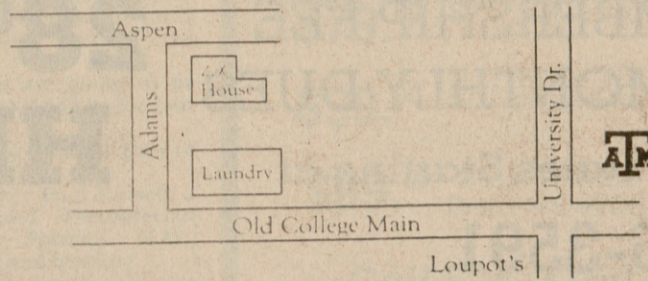 Aspen
House
Adams
University Dr.
ATM
Laundry
Old College Main
Loupot's